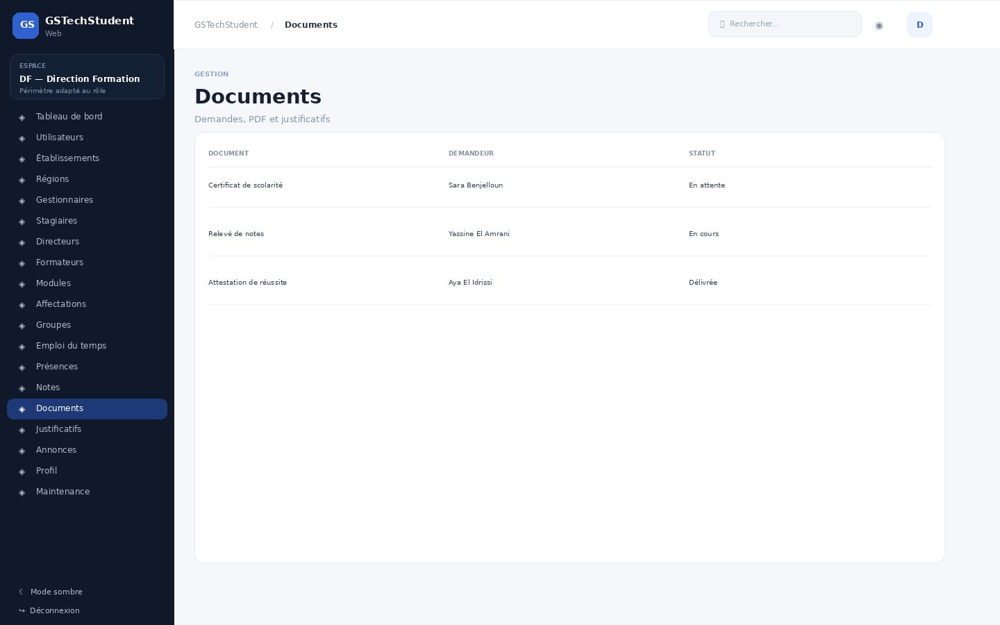 GSTechStudent
Web
ESPACE
DF — Direction Formation
Périmètre adapté au rôle
Tableau de bord
Utilisateurs
Établissements
Régions
Gestionnaires
Stagiaires
Directeurs
Formateurs
Modules
Affectations
Groupes
Emploi du temps
Présences
Notes
Documents
Justificatifs
Annonces
Profil
Maintenance
Mode sombre
Déconnexion
GS
GSTechStudent / Documents
Rechercher...
D
GESTION
Documents
Demandes, PDF et justificatifs
DOCUMENT DEMANDEUR STATUT
Certificat de scolarité Sara Benjelloun En attente
Relevé de notes Yassine El Amrani En cours
Attestation de réussite Aya El Idrissi Délivrée